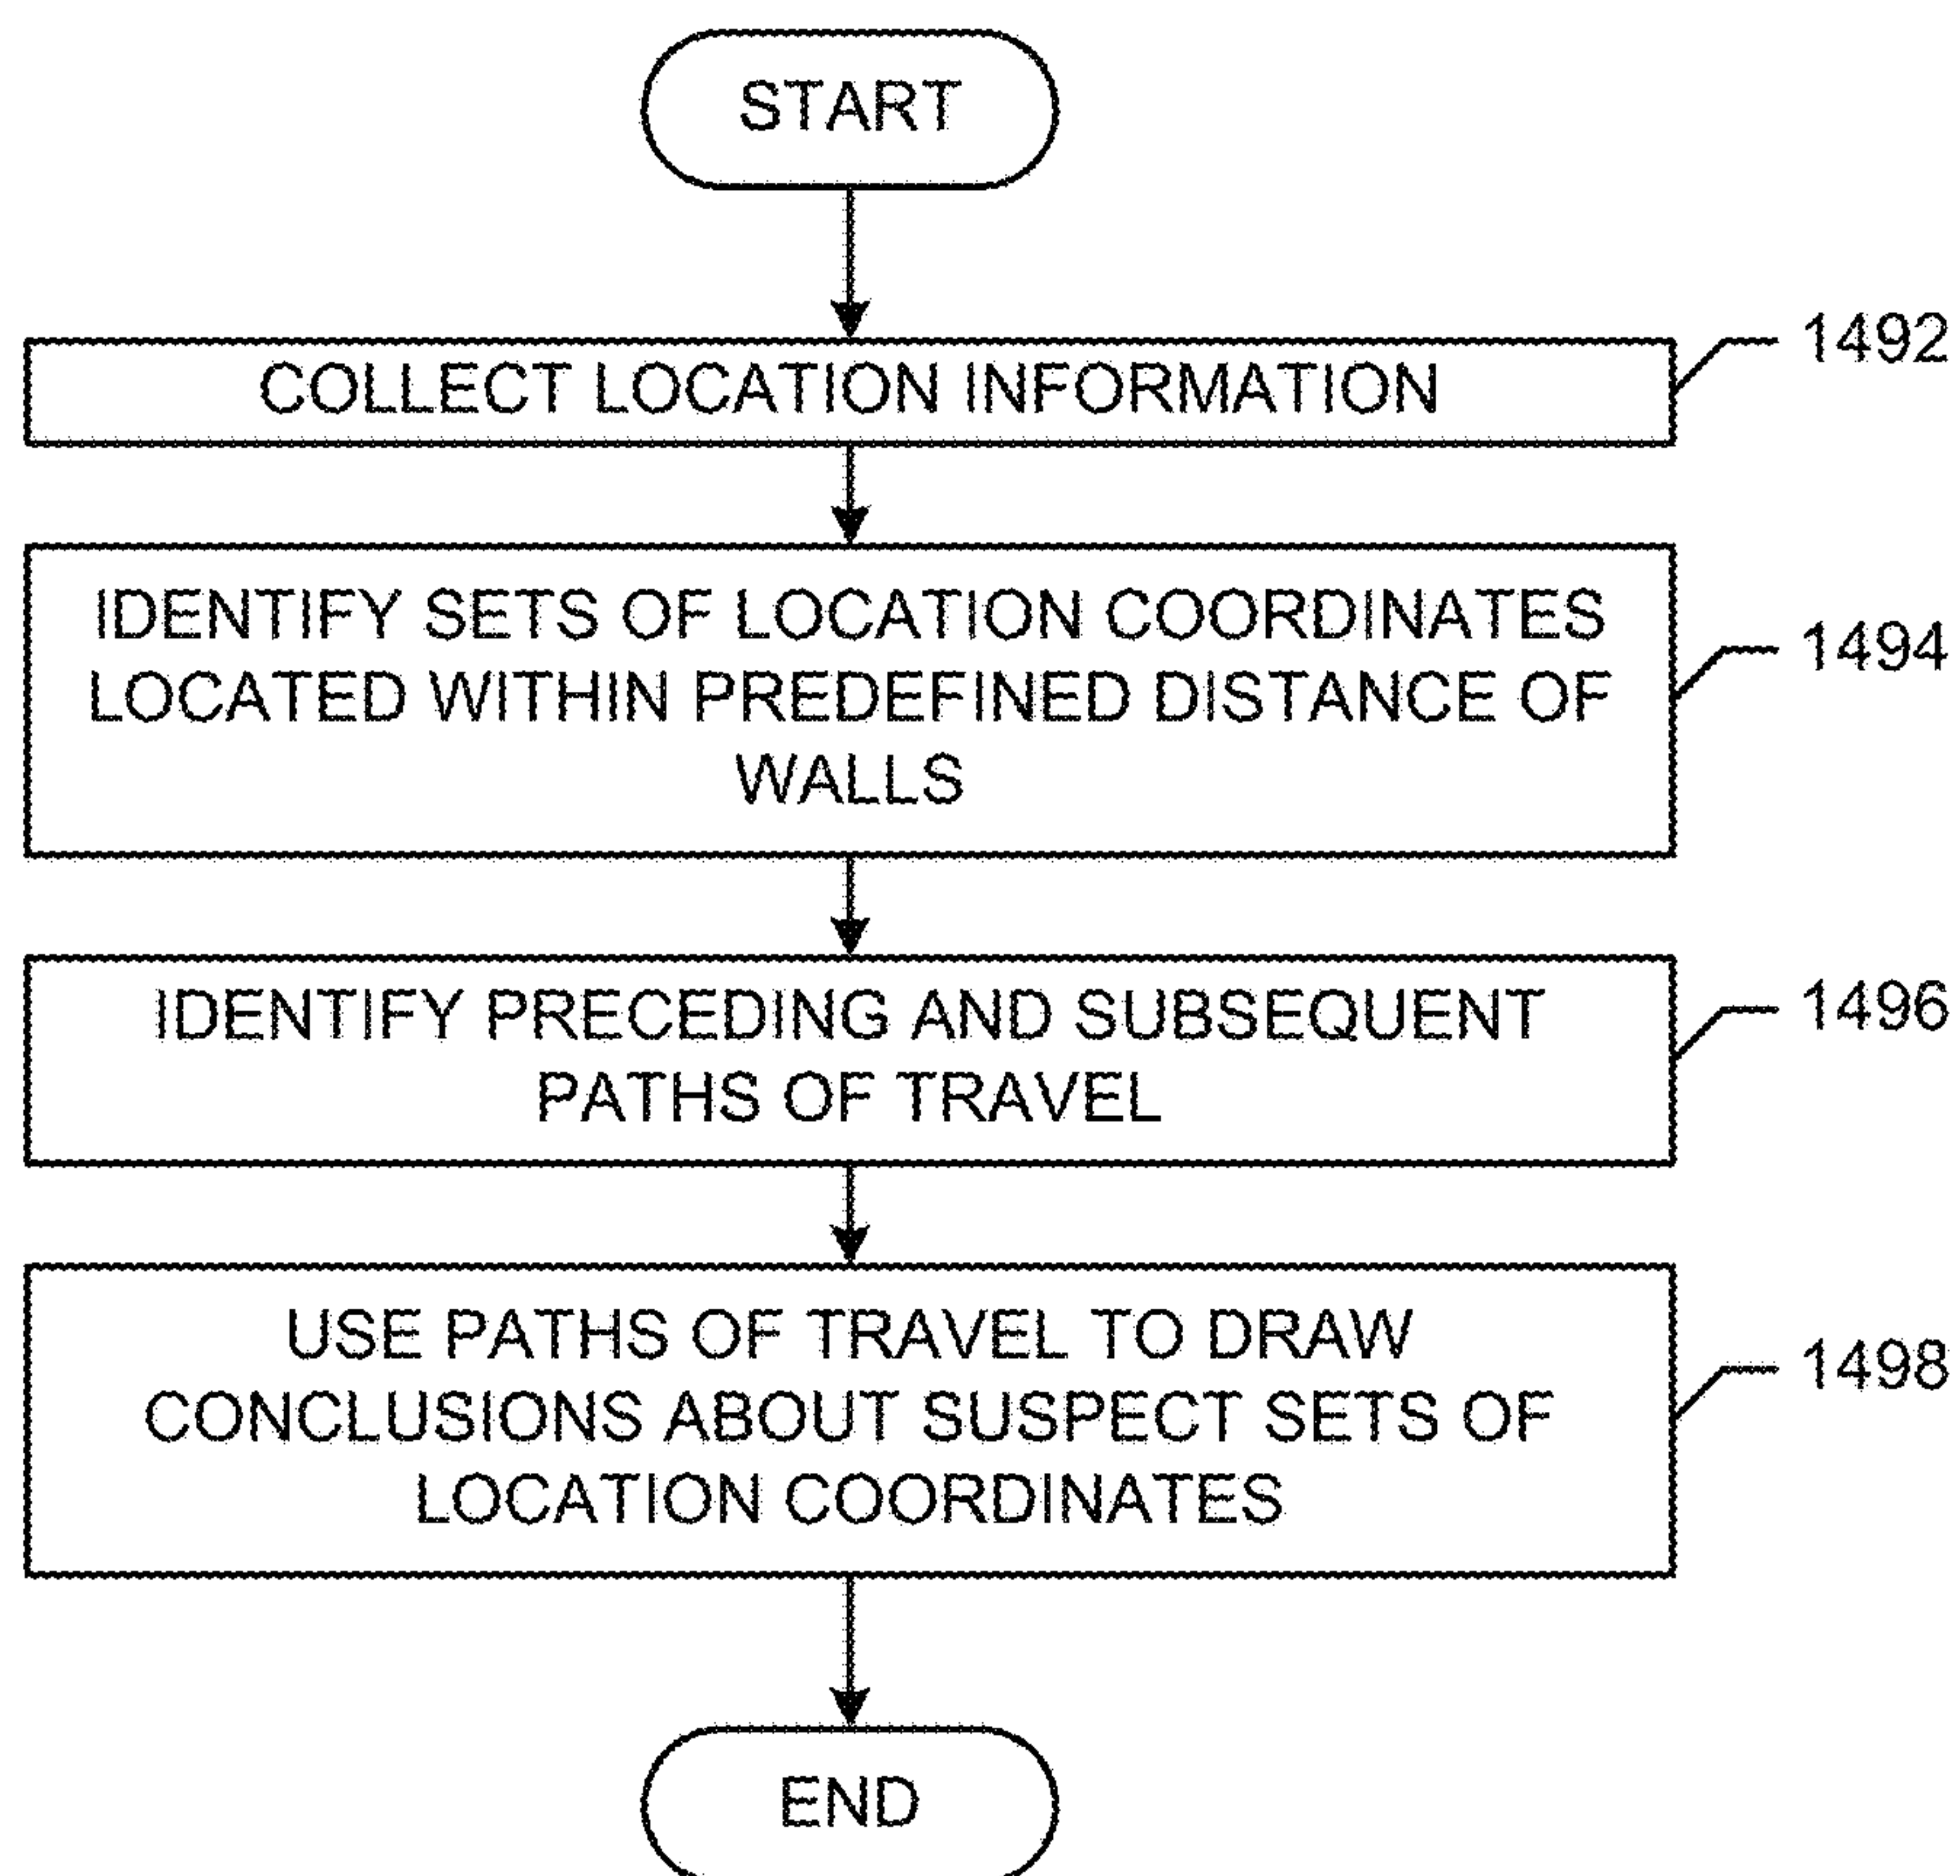 START
COLLECT LOCATION INFORMATION
1492
IDENTIFY SETS OF LOCATION COORDINATES
LOCATED WITHIN PREDEFINED DISTANCE OF
WALLS
1494
IDENTIFY PRECEDING AND SUBSEQUENT
PATHS OF TRAVEL
1496
USE PATHS OF TRAVEL TO DRAW
CONCLUSIONS ABOUT SUSPECT SETS OF
LOCATION COORDINATES
1498
END